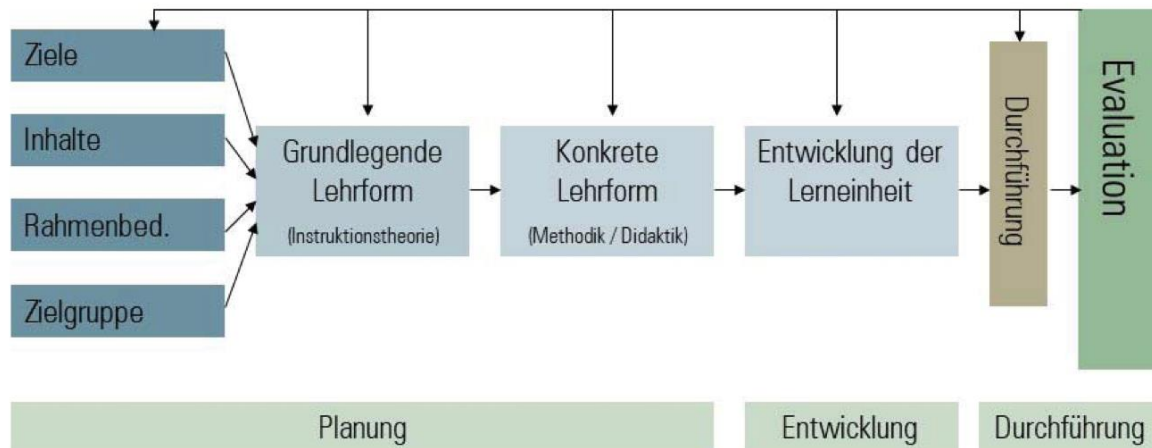 Ziele
Inhalte
Rahmenbed.
Zielgruppe
Grundlegende
Lehrform
(Instruktionstheorie)
Konkrete
Lehrform
(Methodik / Didaktik)
Entwicklung der
Lerneinheit
Durchführung
Evaluation
Planung
Entwicklung
Durchführung